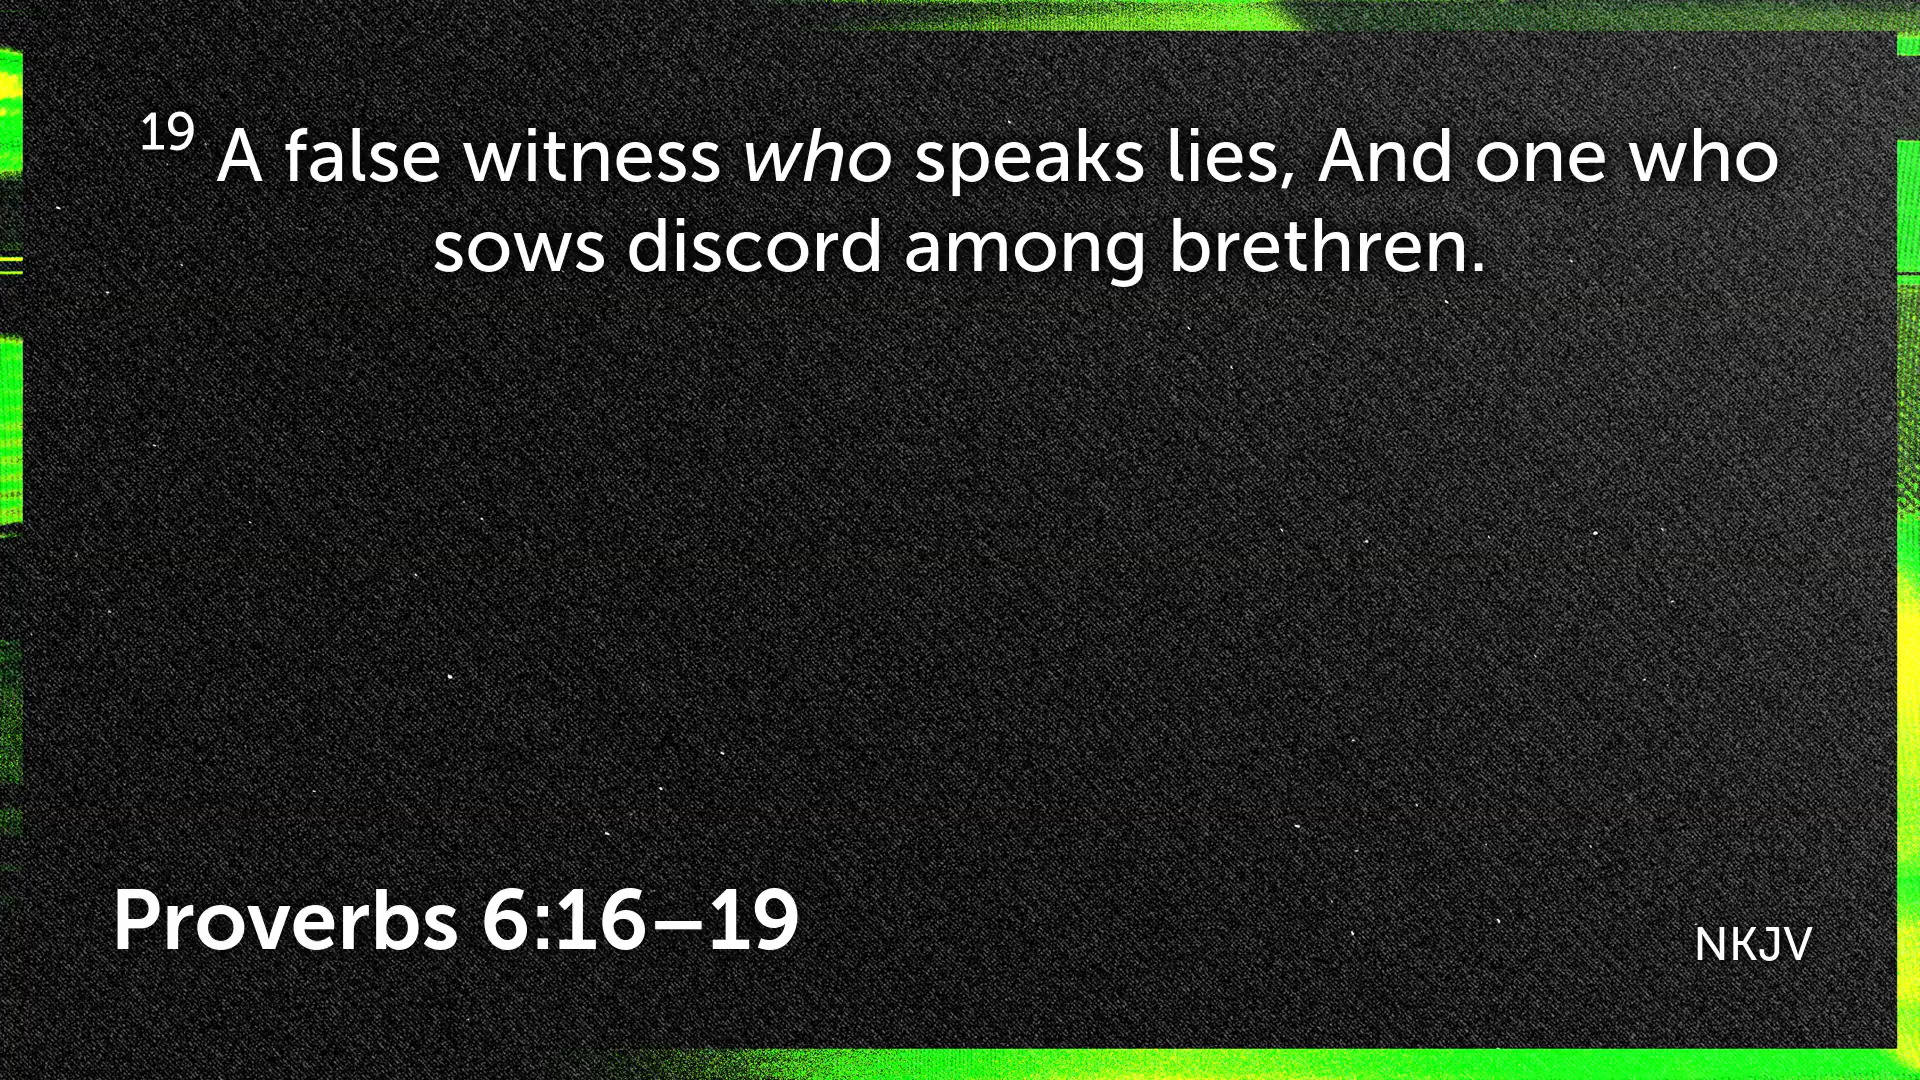 19 A false witness who speaks lies, And one who
sows discord among brethren.
Proverbs 6:16–19
NKJV